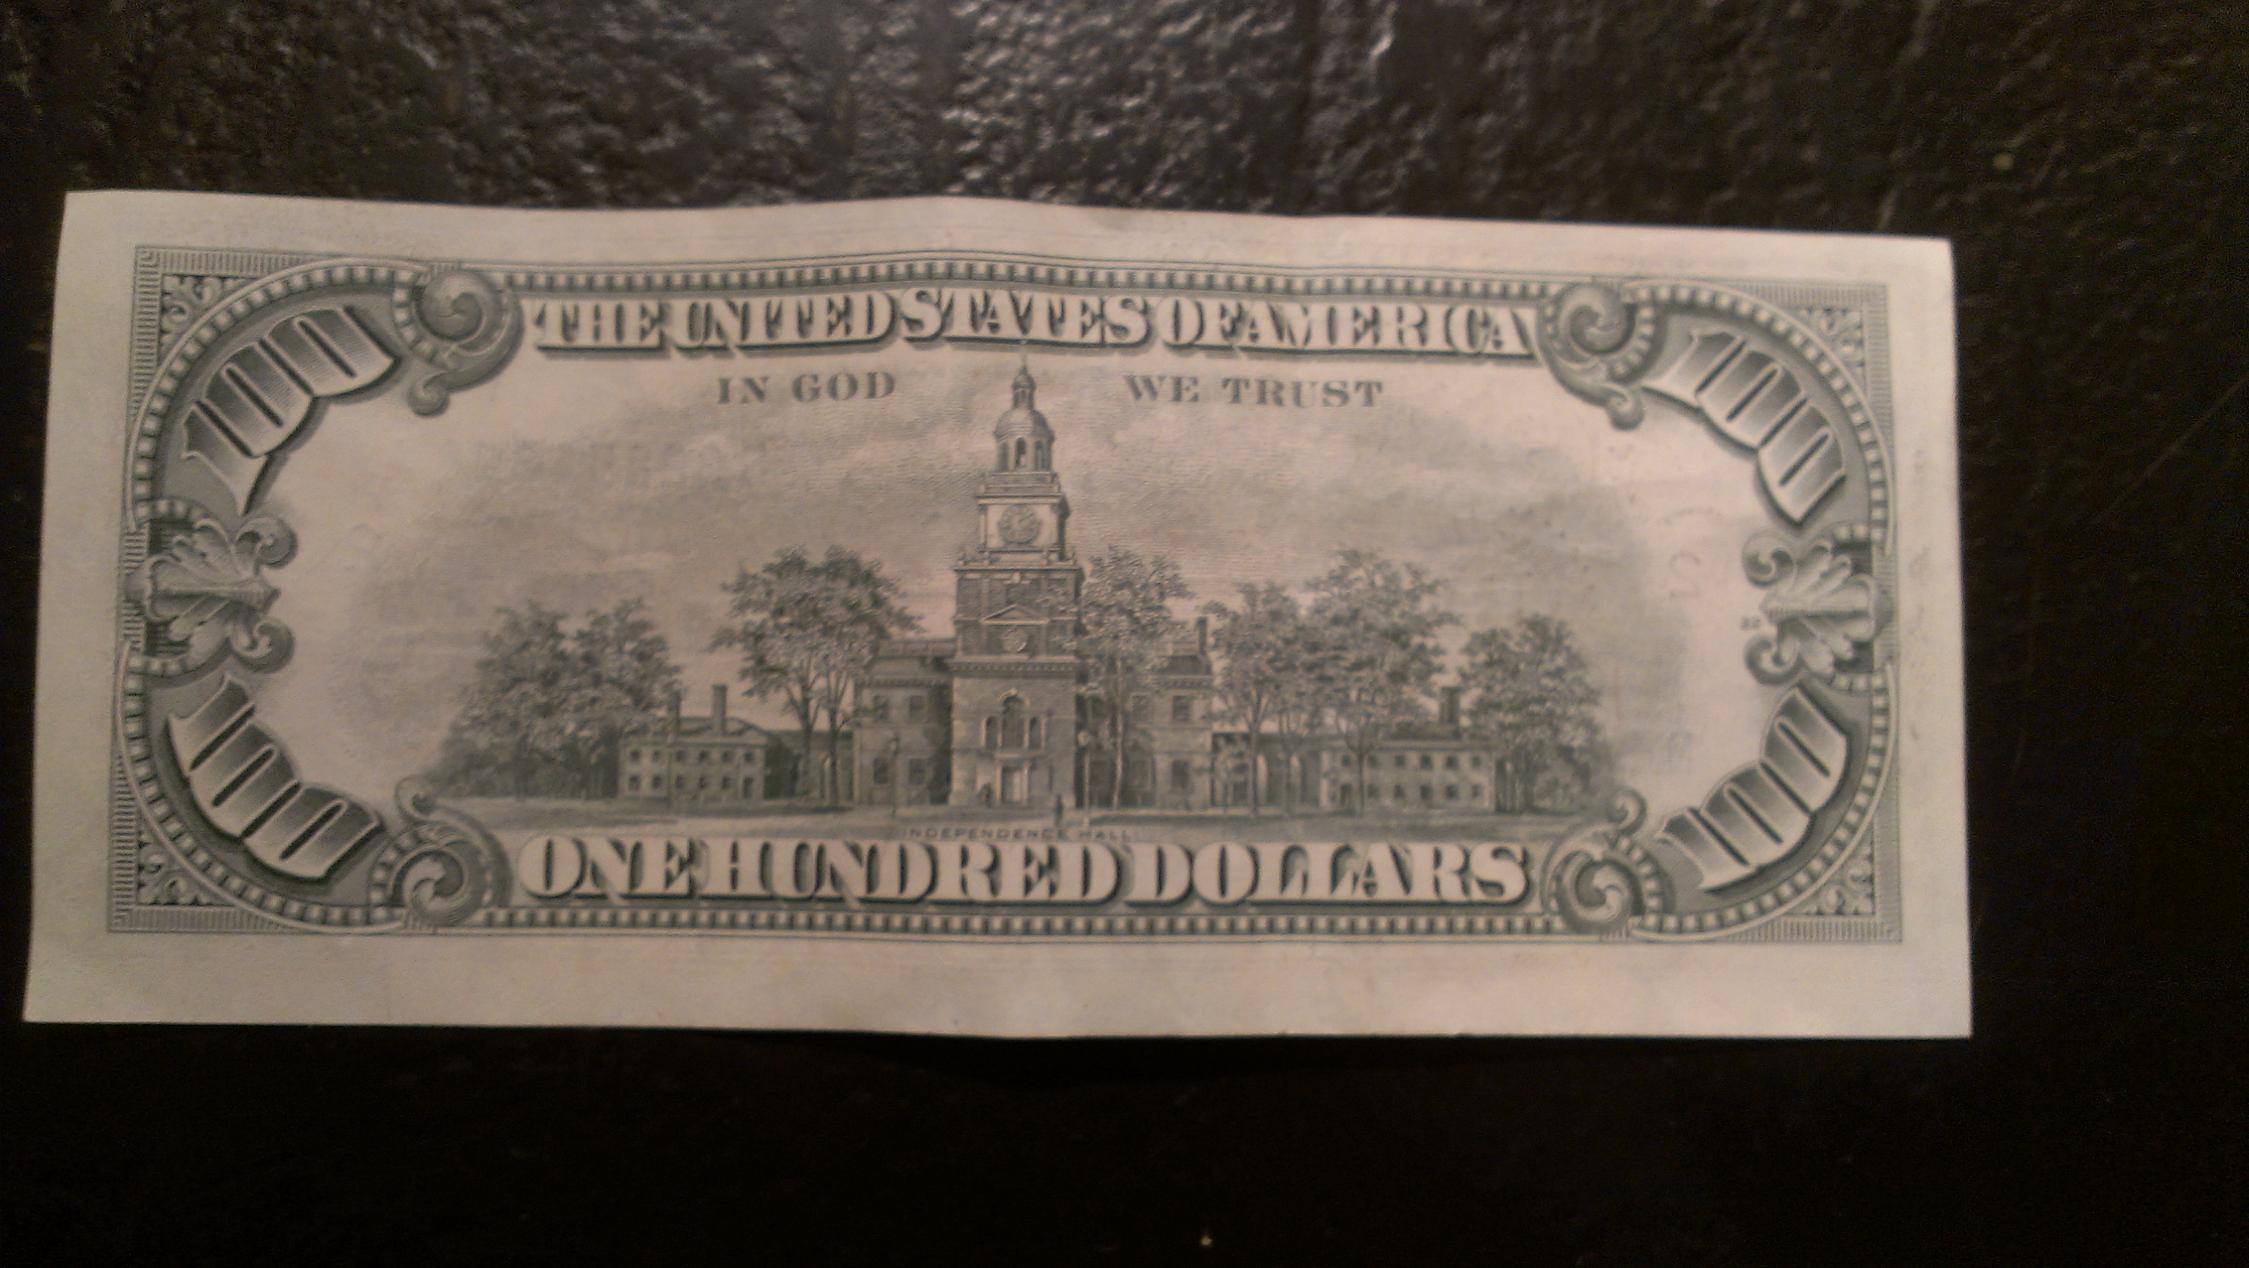 THE UNITED STATES OF AMERICA
IN GOD WE TRUST
100
100
INDEPENDENCE HALL
100
100
ONE HUNDRED DOLLARS